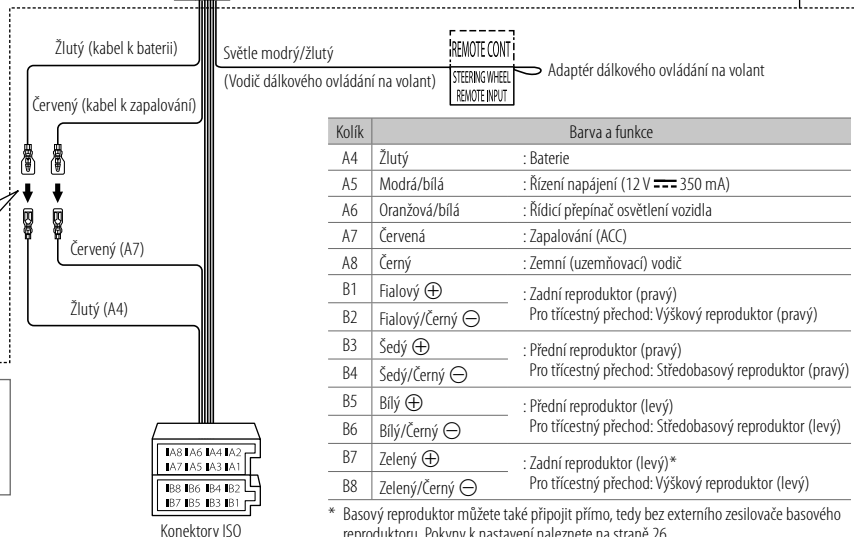 Žlutý (kabel k baterii)
Světle modrý/žlutý
(Vodič dálkového ovládání na volant)
REMOTE CONT
STEERING WHEEL
REMOTE INPUT
Adaptér dálkového ovládání na volant
Červený (kabel k zapalování)
Červený (A7)
Žlutý (A4)
A8 A6 A4 A2
A7 A5 A3 A1
B8 B6 B4 B2
B7 B5 B3 B1
Konektory ISO
Kolík Barva a funkce
A4 Žlutý : Baterie
A5 Modrá/bílá : Řízení napájení (12 V ⎓ 350 mA)
A6 Oranžová/bílá : Řídicí přepínač osvětlení vozidla
A7 Červená : Zapalování (ACC)
A8 Černý : Zemní (uzemňovací) vodič
B1 Fialový ⊕ : Zadní reproduktor (pravý)
B2 Fialový/Černý ⊖ Pro třícestný přechod: Výškový reproduktor (pravý)
B3 Šedý ⊕ : Přední reproduktor (pravý)
B4 Šedý/Černý ⊖ Pro třícestný přechod: Středobasový reproduktor (pravý)
B5 Bílý ⊕ : Přední reproduktor (levý)
B6 Bílý/Černý ⊖ Pro třícestný přechod: Středobasový reproduktor (levý)
B7 Zelený ⊕ : Zadní reproduktor (levý)*
B8 Zelený/Černý ⊖ Pro třícestný přechod: Výškový reproduktor (levý)
* Basový reproduktor můžete také připojit přímo, tedy bez externího zesilovače basového
reproduktoru. Pokyny k nastavení naleznete na straně 26.